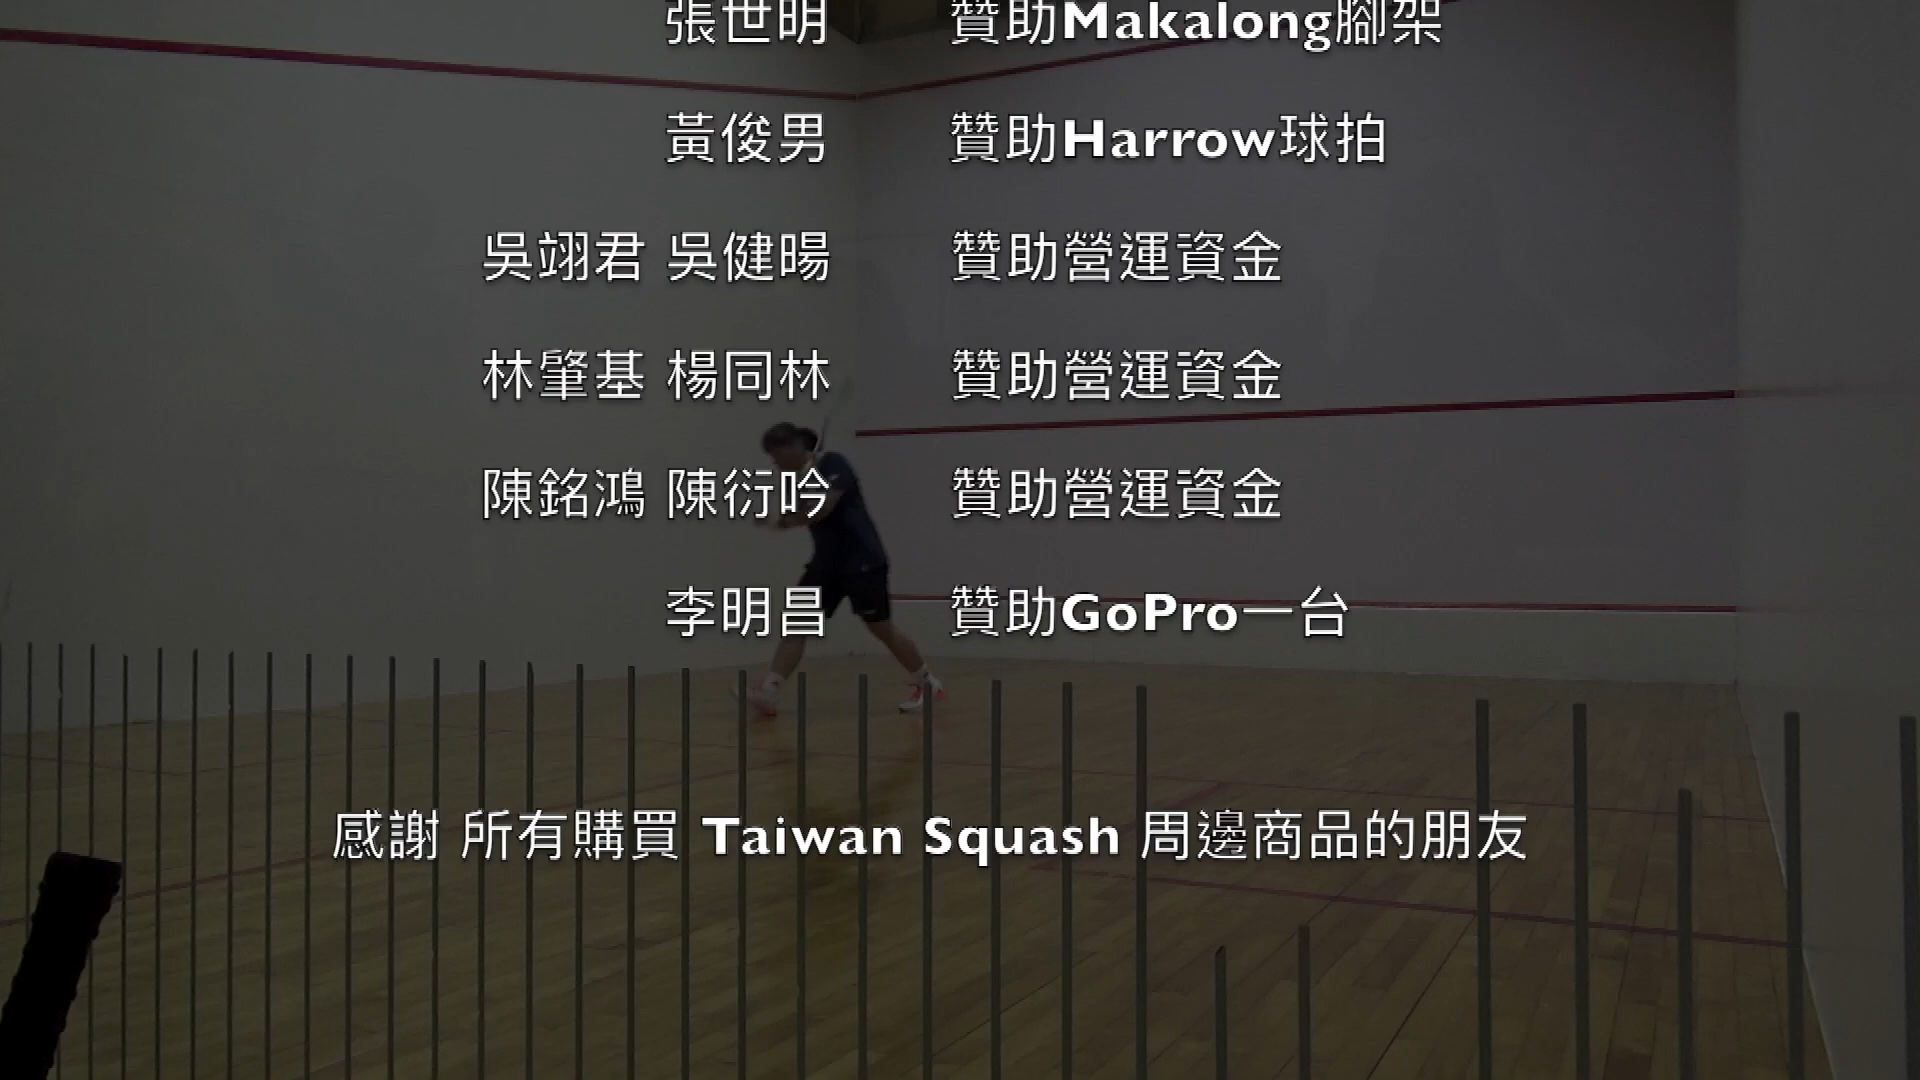 張世明 贊助Makalong腳架
黃俊男 贊助Harrow球拍
吳翊君 吳健暘 贊助營運資金
林肇基 楊同林 贊助營運資金
陳銘鴻 陳衍吟 贊助營運資金
李明昌 贊助GoPro一台
感謝 所有購買 Taiwan Squash 周邊商品的朋友